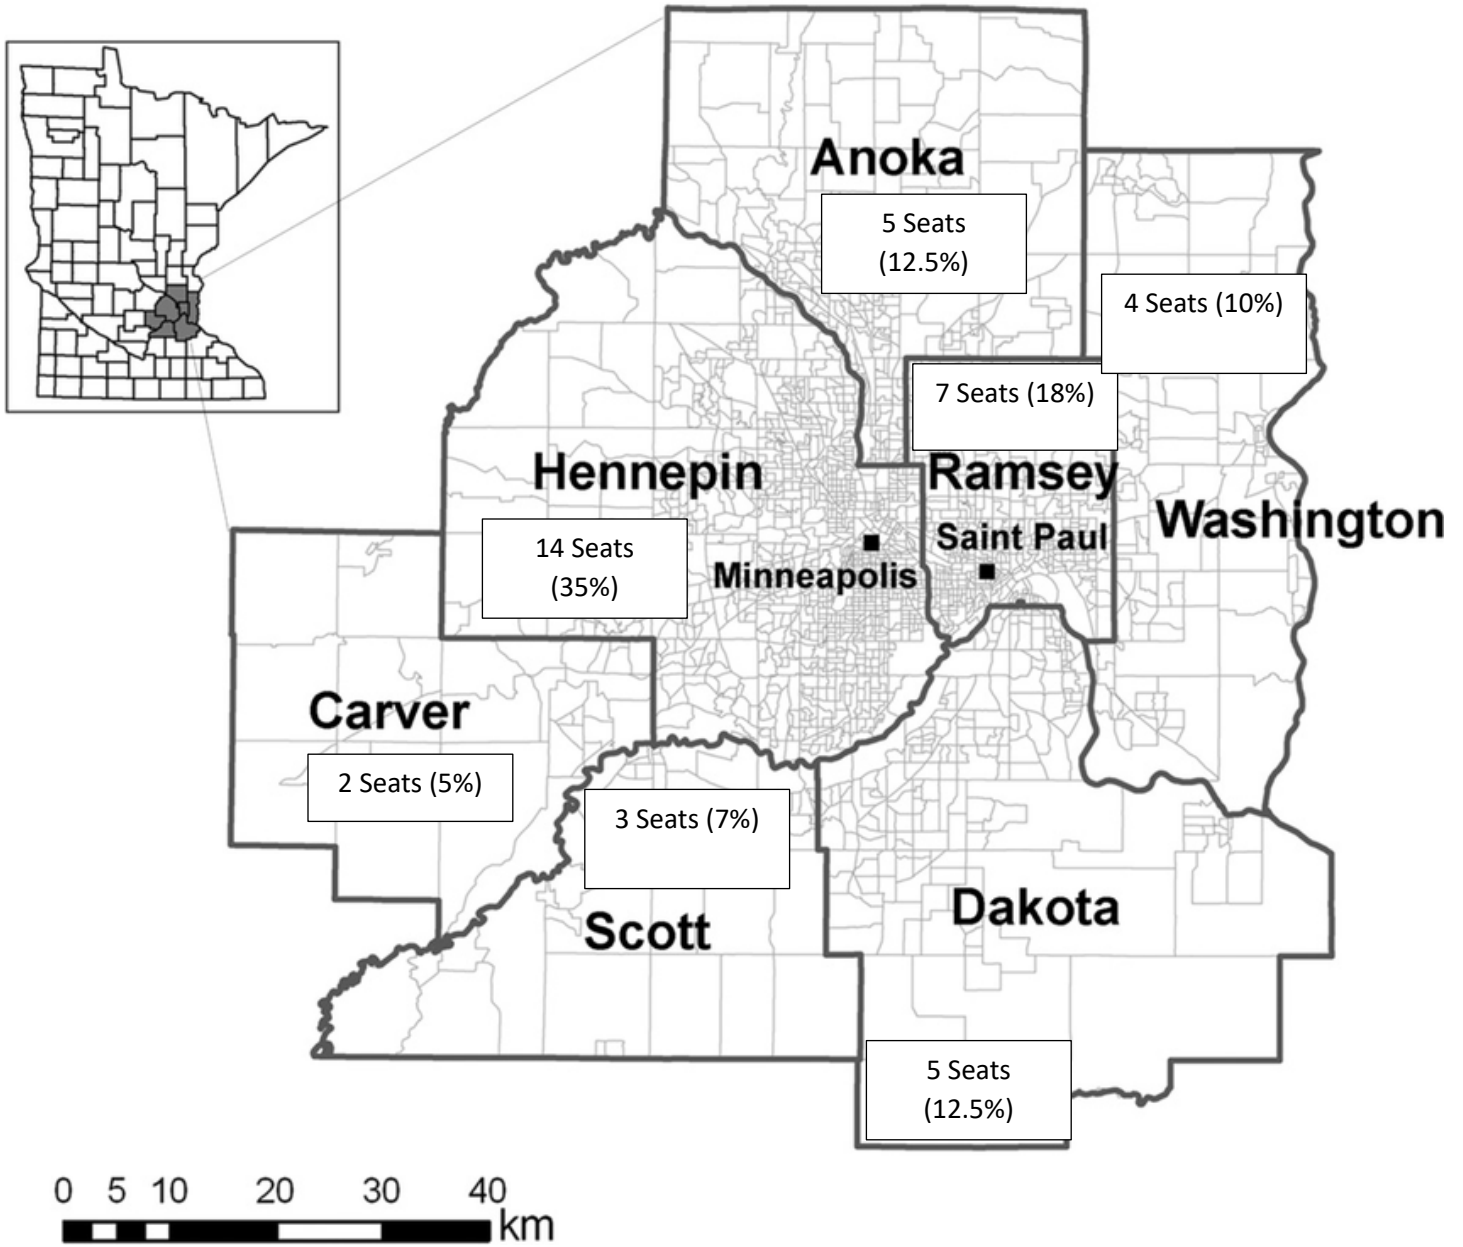 Anoka
5 Seats
(12.5%)
4 Seats (10%)
7 Seats (18%)
Hennepin
Ramsey
Washington
14 Seats
(35%)
Saint Paul
Minneapolis
Carver
2 Seats (5%)
3 Seats (7%)
Scott
Dakota
5 Seats
(12.5%)
0 5 10 20 30 40
km